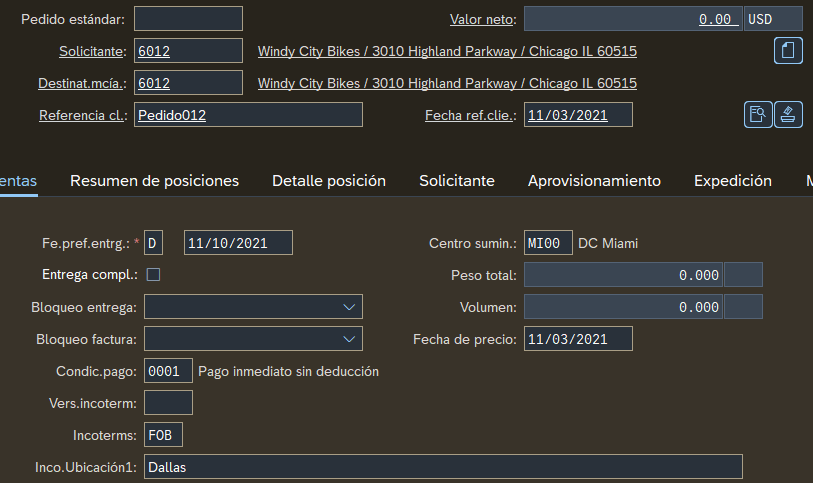 Pedido estándar: Valor neto: 0.00 USD
Solicitante: 6012 Windy City Bikes / 3010 Highland Parkway / Chicago IL 60515
Destinat.mcía.: 6012 Windy City Bikes / 3010 Highland Parkway / Chicago IL 60515
Referencia cl.: Pedido012 Fecha ref.clie.: 11/03/2021
entas Resumen de posiciones Detalle posición Solicitante Aprovisionamiento Expedición M
Fe.pref.entrg.: * D 11/10/2021 Centro sumin.: MI00 DC Miami
Entrega compl.: Peso total: 0.000
Bloqueo entrega: Volumen: 0.000
Bloqueo factura: Fecha de precio: 11/03/2021
Condic.pago: 0001 Pago inmediato sin deducción
Vers.incoterm:
Incoterms: FOB
Inco.Ubicación1: Dallas